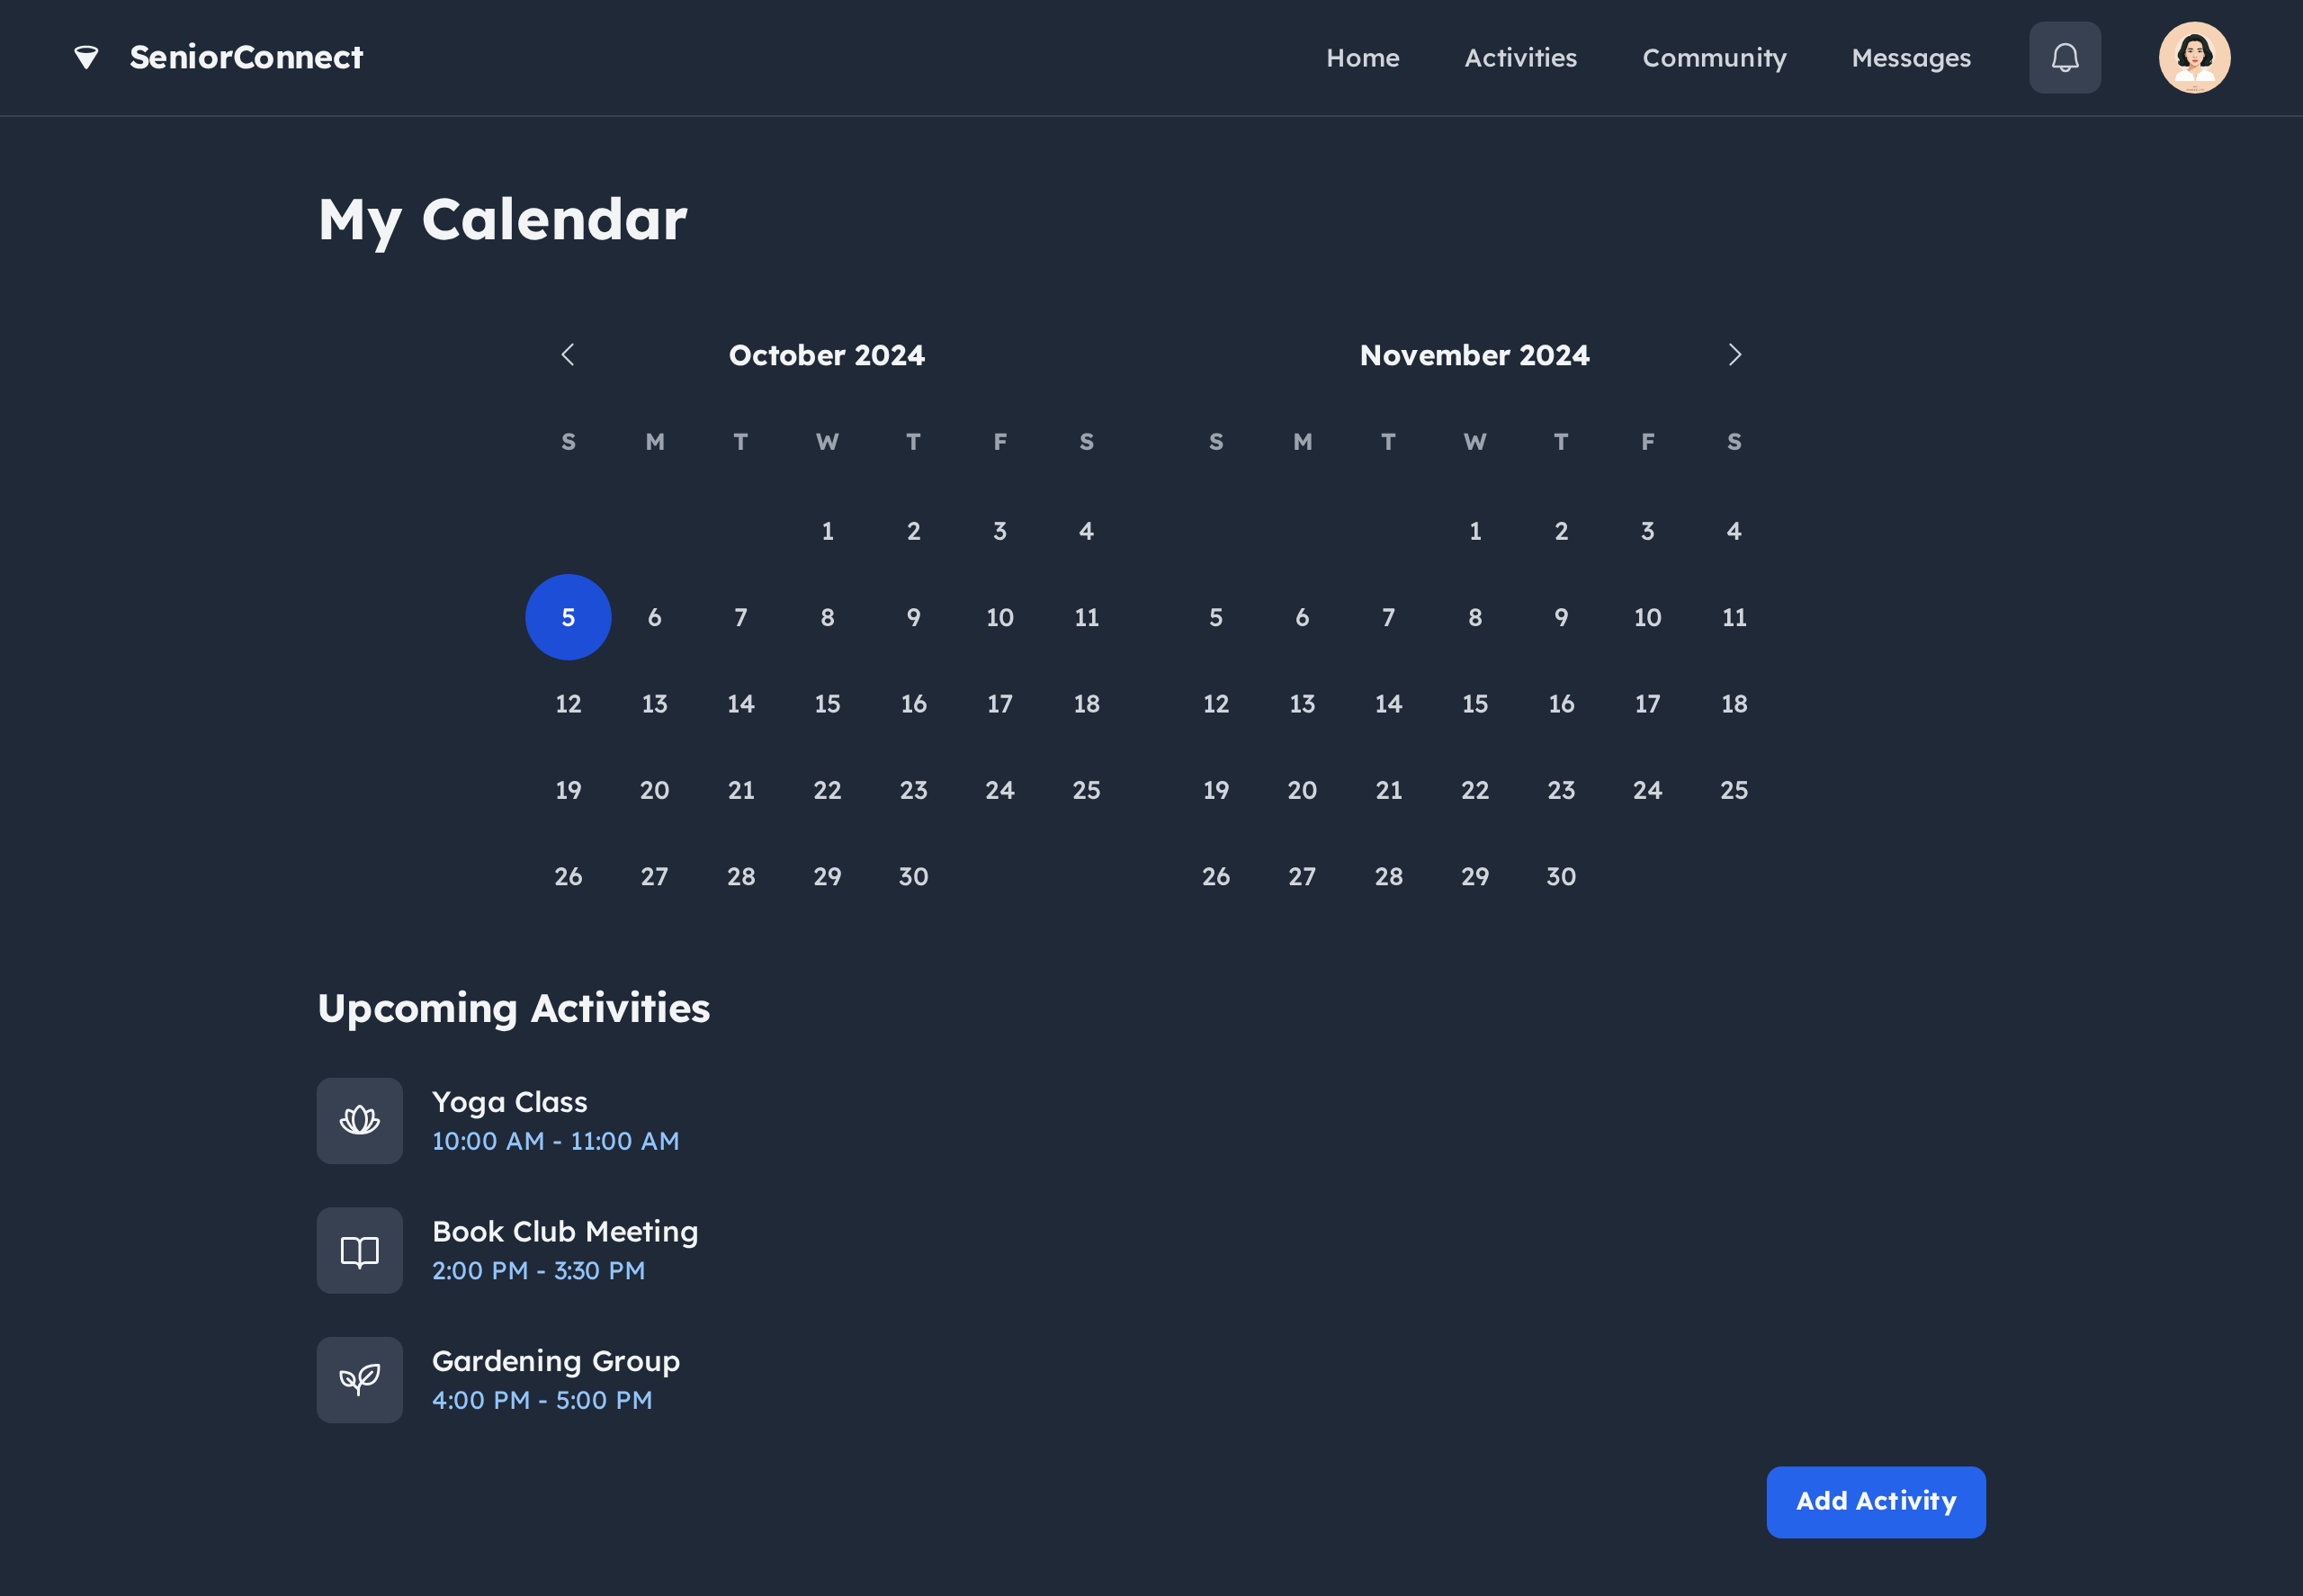 SeniorConnect
Home Activities Community Messages
My Calendar
October 2024
S M T W T F S
1 2 3 4
5 6 7 8 9 10 11
12 13 14 15 16 17 18
19 20 21 22 23 24 25
26 27 28 29 30
November 2024
S M T W T F S
1 2 3 4
5 6 7 8 9 10 11
12 13 14 15 16 17 18
19 20 21 22 23 24 25
26 27 28 29 30
Upcoming Activities
Yoga Class
10:00 AM - 11:00 AM
Book Club Meeting
2:00 PM - 3:30 PM
Gardening Group
4:00 PM - 5:00 PM
Add Activity